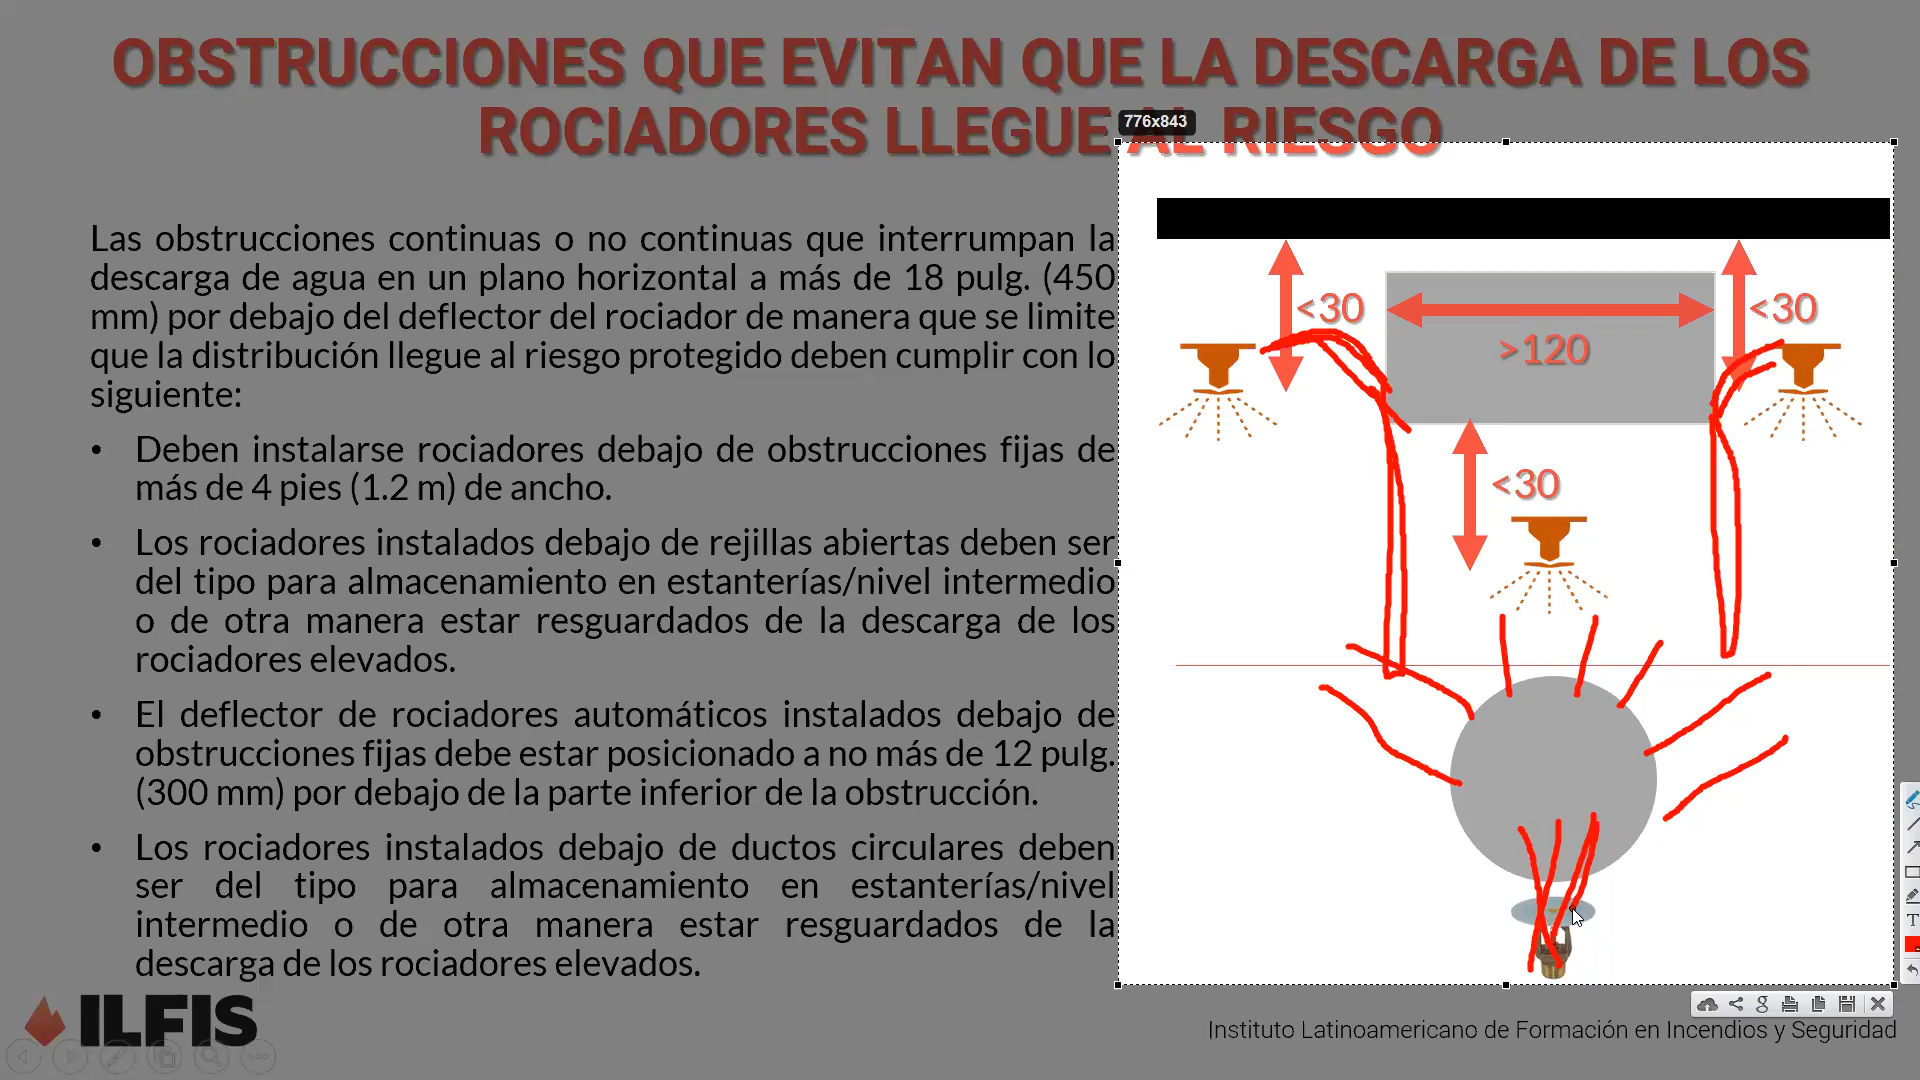 OBSTRUCCIONES QUE EVITAN QUE LA DESCARGA DE LOS
ROCIADORES LLEGUE AL RIESGO
776x843
Las obstrucciones continuas o no continuas que interrumpan la
descarga de agua en un plano horizontal a más de 18 pulg. (450
mm) por debajo del deflector del rociador de manera que se limite
que la distribución llegue al riesgo protegido deben cumplir con lo
siguiente:
• Deben instalarse rociadores debajo de obstrucciones fijas de
más de 4 pies (1.2 m) de ancho.
• Los rociadores instalados debajo de rejillas abiertas deben ser
del tipo para almacenamiento en estanterías/nivel intermedio
o de otra manera estar resguardados de la descarga de los
rociadores elevados.
• El deflector de rociadores automáticos instalados debajo de
obstrucciones fijas debe estar posicionado a no más de 12 pulg.
(300 mm) por debajo de la parte inferior de la obstrucción.
• Los rociadores instalados debajo de ductos circulares deben
ser del tipo para almacenamiento en estanterías/nivel
intermedio o de otra manera estar resguardados de la
descarga de los rociadores elevados.
<30
>120
<30
<30
ILFIS
Instituto Latinoamericano de Formación en Incendios y Seguridad